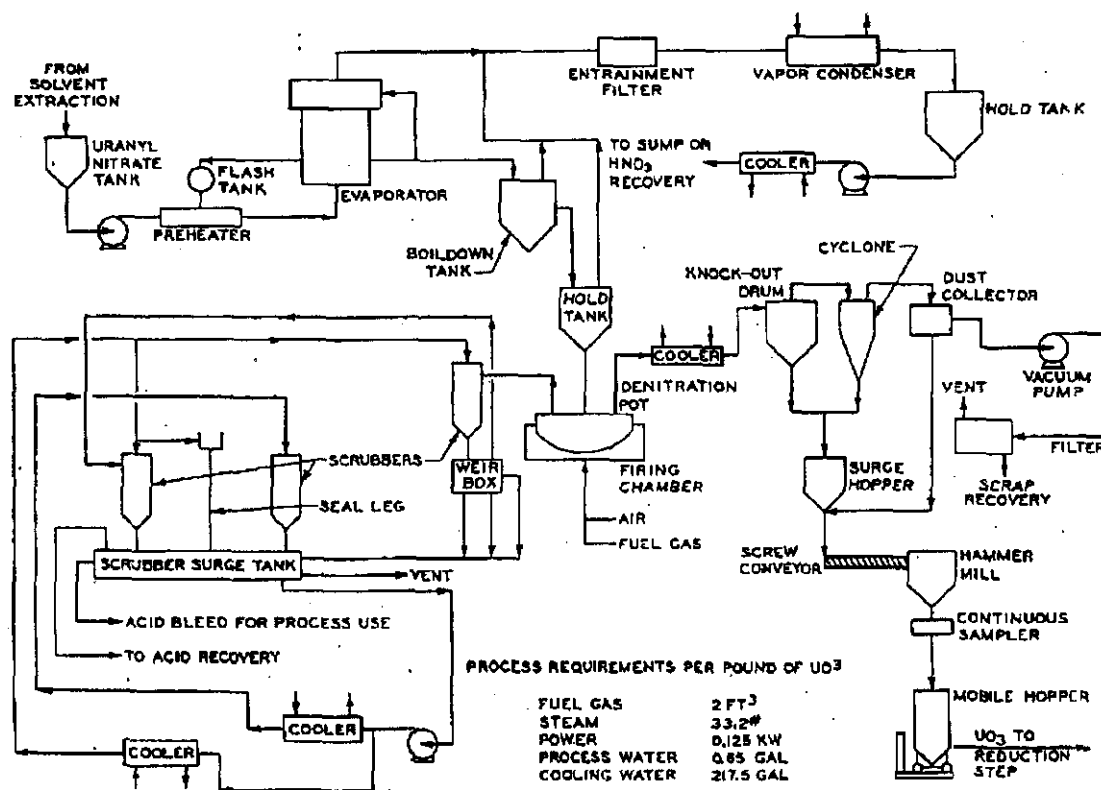 FROM
SOLVENT
EXTRACTION
URANYL
NITRATE
TANK
FLASH
TANK
PREHEATER
EVAPORATOR
ENTRAINMENT
FILTER
VAPOR CONDENSER
HOLD TANK
TO SUMP OR
HNO3
RECOVERY
COOLER
BOILDOWN
TANK
HOLD
TANK
KNOCK-OUT
DRUM
CYCLONE
DUST
COLLECTOR
COOLER
DENITRATION
POT
VACUUM
PUMP
VENT
FILTER
SCRAP
RECOVERY
SCRUBBERS
WEIR
BOX
SEAL LEG
FIRING
CHAMBER
AIR
FUEL GAS
SURGE
HOPPER
SCREW
CONVEYOR
HAMMER
MILL
SCRUBBER SURGE TANK
VENT
ACID BLEED FOR PROCESS USE
TO ACID RECOVERY
CONTINUOUS
SAMPLER
PROCESS REQUIREMENTS PER POUND OF UO3
FUEL GAS 2 FT3
STEAM 33.2#
POWER 0.125 KW
PROCESS WATER 0.65 GAL
COOLING WATER 217.5 GAL
COOLER
COOLER
MOBILE HOPPER
UO3 TO
REDUCTION
STEP